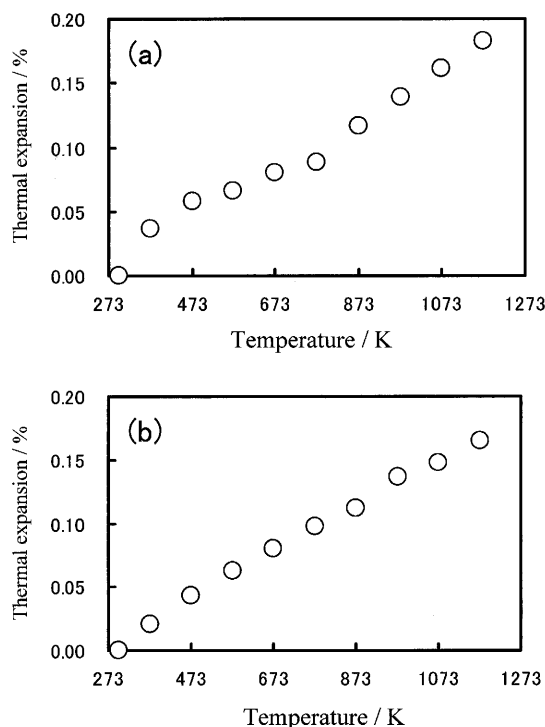 (a)
Thermal expansion / %
0.20
0.15
0.10
0.05
0.00
273 473 673 873 1073 1273
Temperature / K
(b)
Thermal expansion / %
0.20
0.15
0.10
0.05
0.00
273 473 673 873 1073 1273
Temperature / K